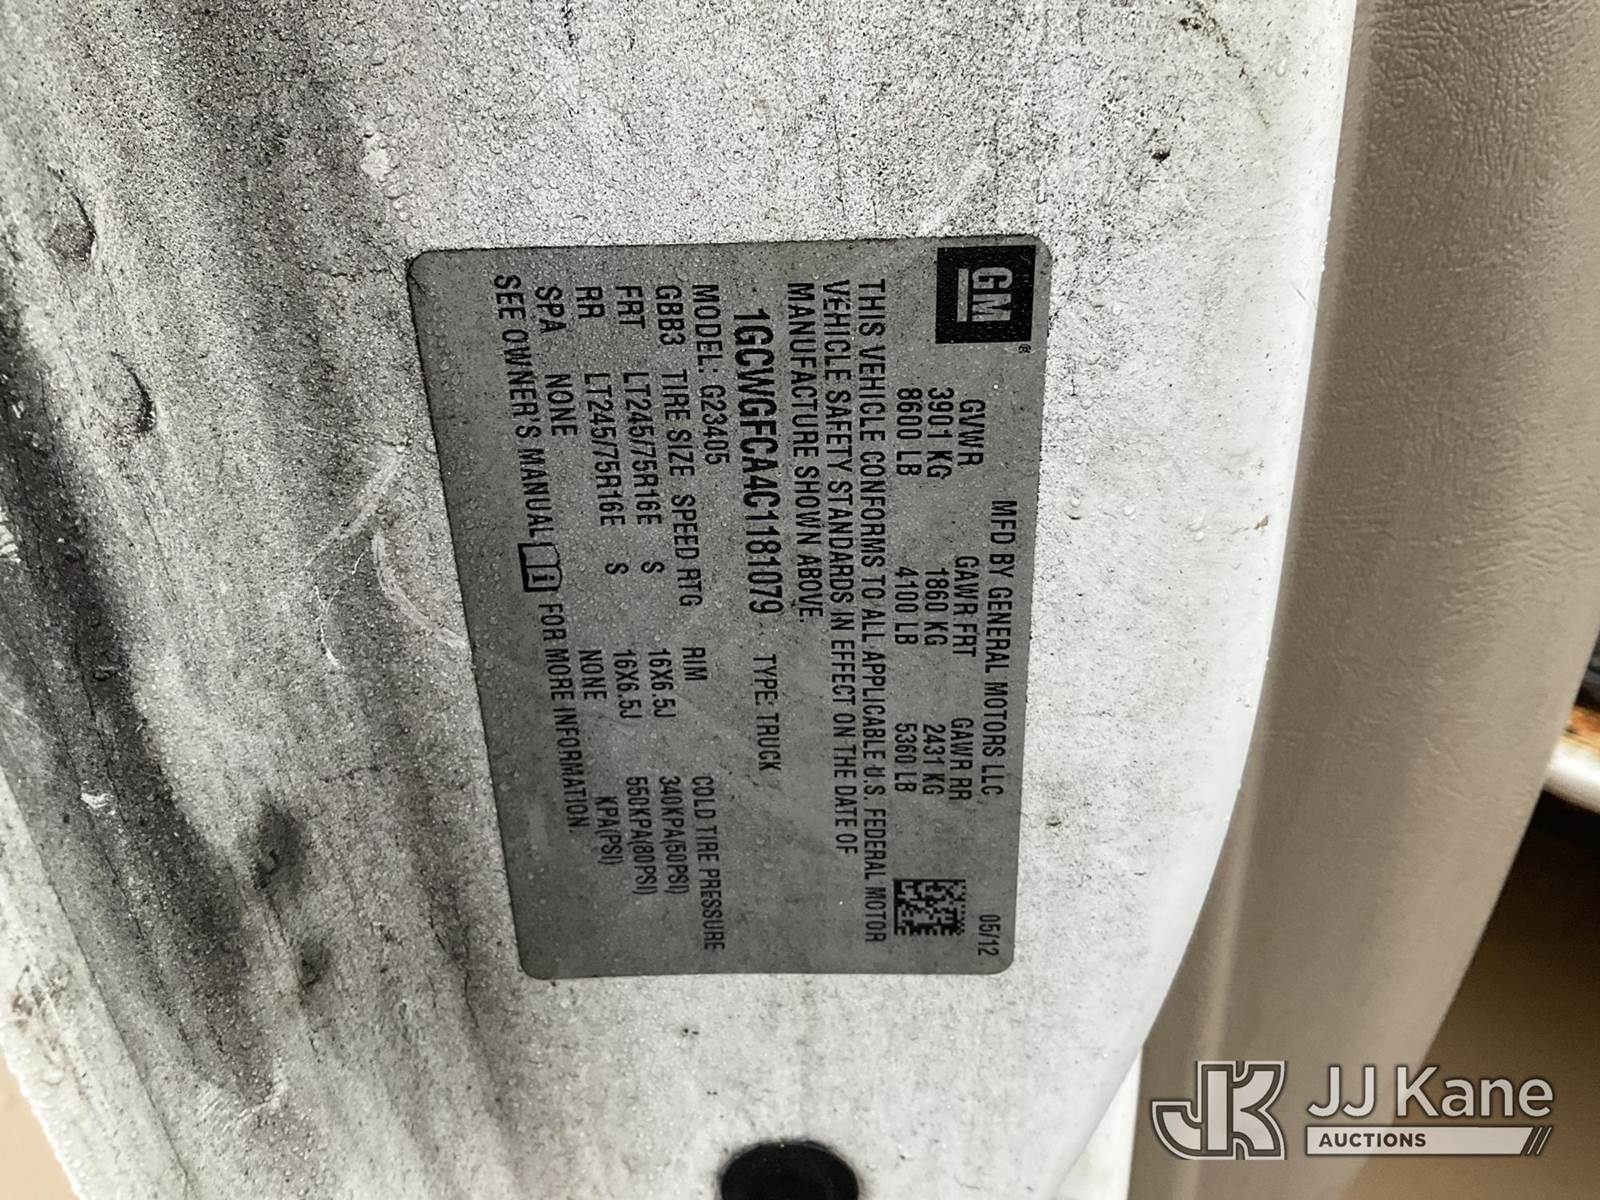 GM®
MFD BY GENERAL MOTORS LLC 05/12
GVWR GAWR FRT GAWR RR
3901 KG 1860 KG 2431 KG
8600 LB 4100 LB 5360 LB
THIS VEHICLE CONFORMS TO ALL APPLICABLE U.S. FEDERAL MOTOR
VEHICLE SAFETY STANDARDS IN EFFECT ON THE DATE OF
MANUFACTURE SHOWN ABOVE.
1GCWGFCA4C1181079 TYPE: TRUCK
MODEL: G23405
GBB3 TIRE SIZE SPEED RTG RIM COLD TIRE PRESSURE
FRT LT245/75R16E S 16X6.5J 340KPA(50PSI)
RR LT245/75R16E S 16X6.5J 550KPA(80PSI)
SPA NONE NONE KPA(PSI)
SEE OWNER'S MANUAL FOR MORE INFORMATION.
JK JJ Kane
AUCTIONS